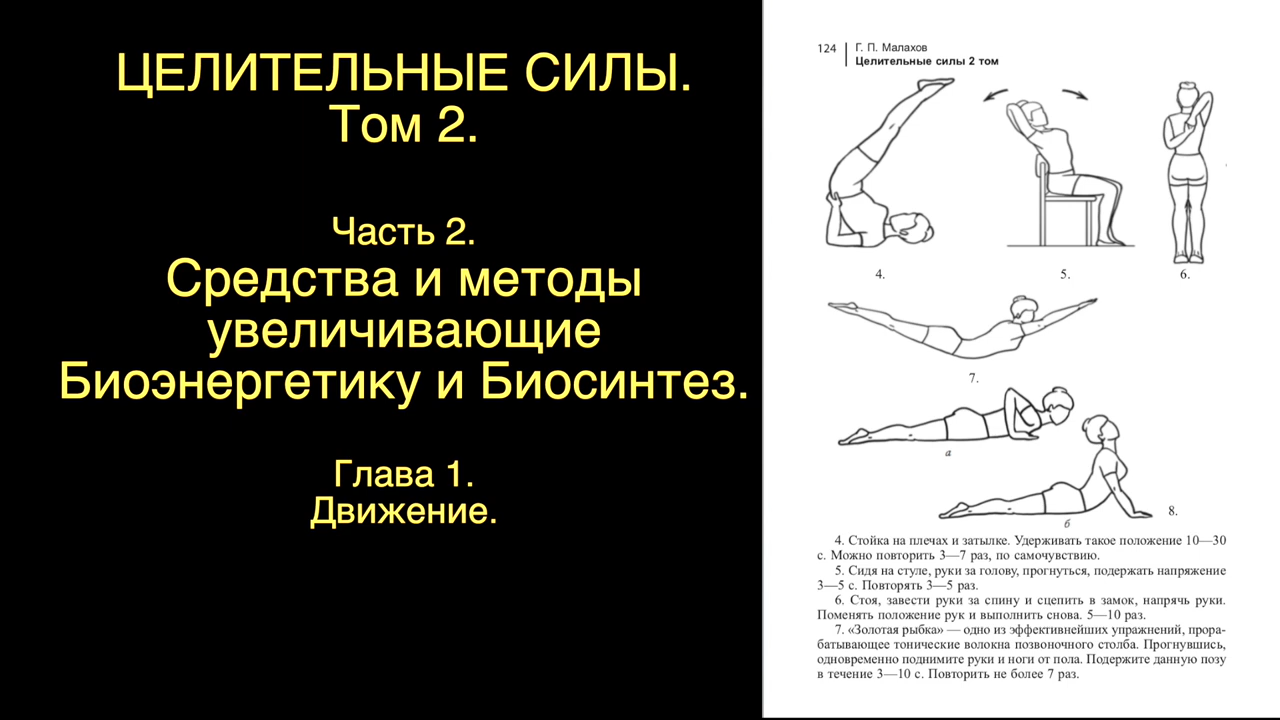 ЦЕЛИТЕЛЬНЫЕ СИЛЫ.
Том 2.
Часть 2.
Средства и методы
увеличивающие
Биоэнергетику и Биосинтез.
Глава 1.
Движение.
124
Г. П. Малахов
Целительные силы 2 том
4.
5.
6.
7.
а
8.
б
4. Стойка на плечах и затылке. Удерживать такое положение 10—30
с. Можно повторить 3—7 раз, по самочувствию.
5. Сидя на стуле, руки за голову, прогнуться, подержать напряжение
3—5 с. Повторять 3—5 раз.
6. Стоя, завести руки за спину и сцепить в замок, напрячь руки.
Поменять положение рук и выполнить снова. 5—10 раз.
7. «Золотая рыбка» — одно из эффективнейших упражнений, прора-
батывающее тонические волокна позвоночного столба. Прогнувшись,
одновременно поднимите руки и ноги от пола. Подержите данную позу
в течение 3—10 с. Повторить не более 7 раз.